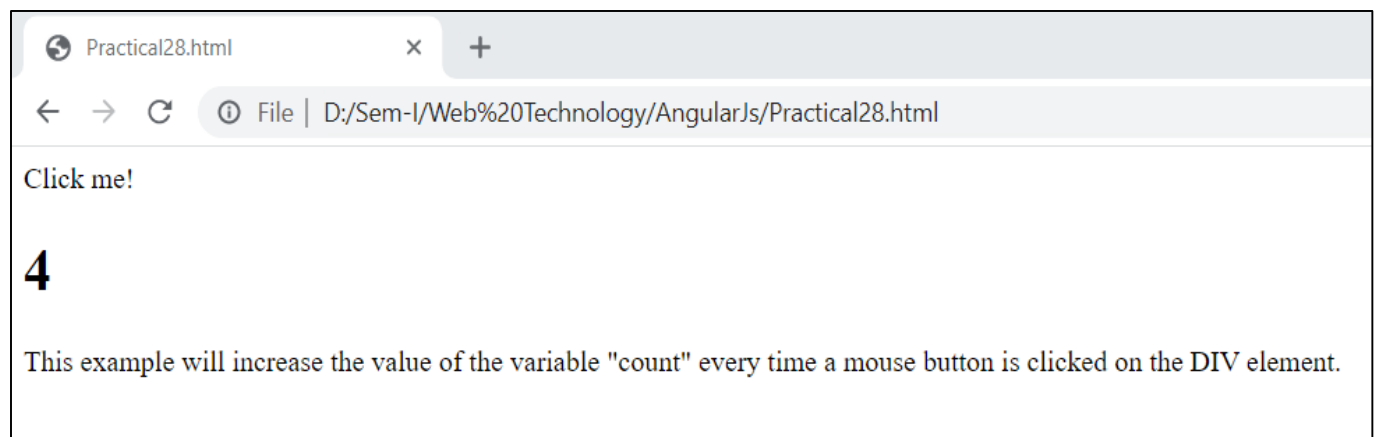 Practical28.html
File | D:/Sem-I/Web%20Technology/AngularJs/Practical28.html
Click me!
4
This example will increase the value of the variable "count" every time a mouse button is clicked on the DIV element.